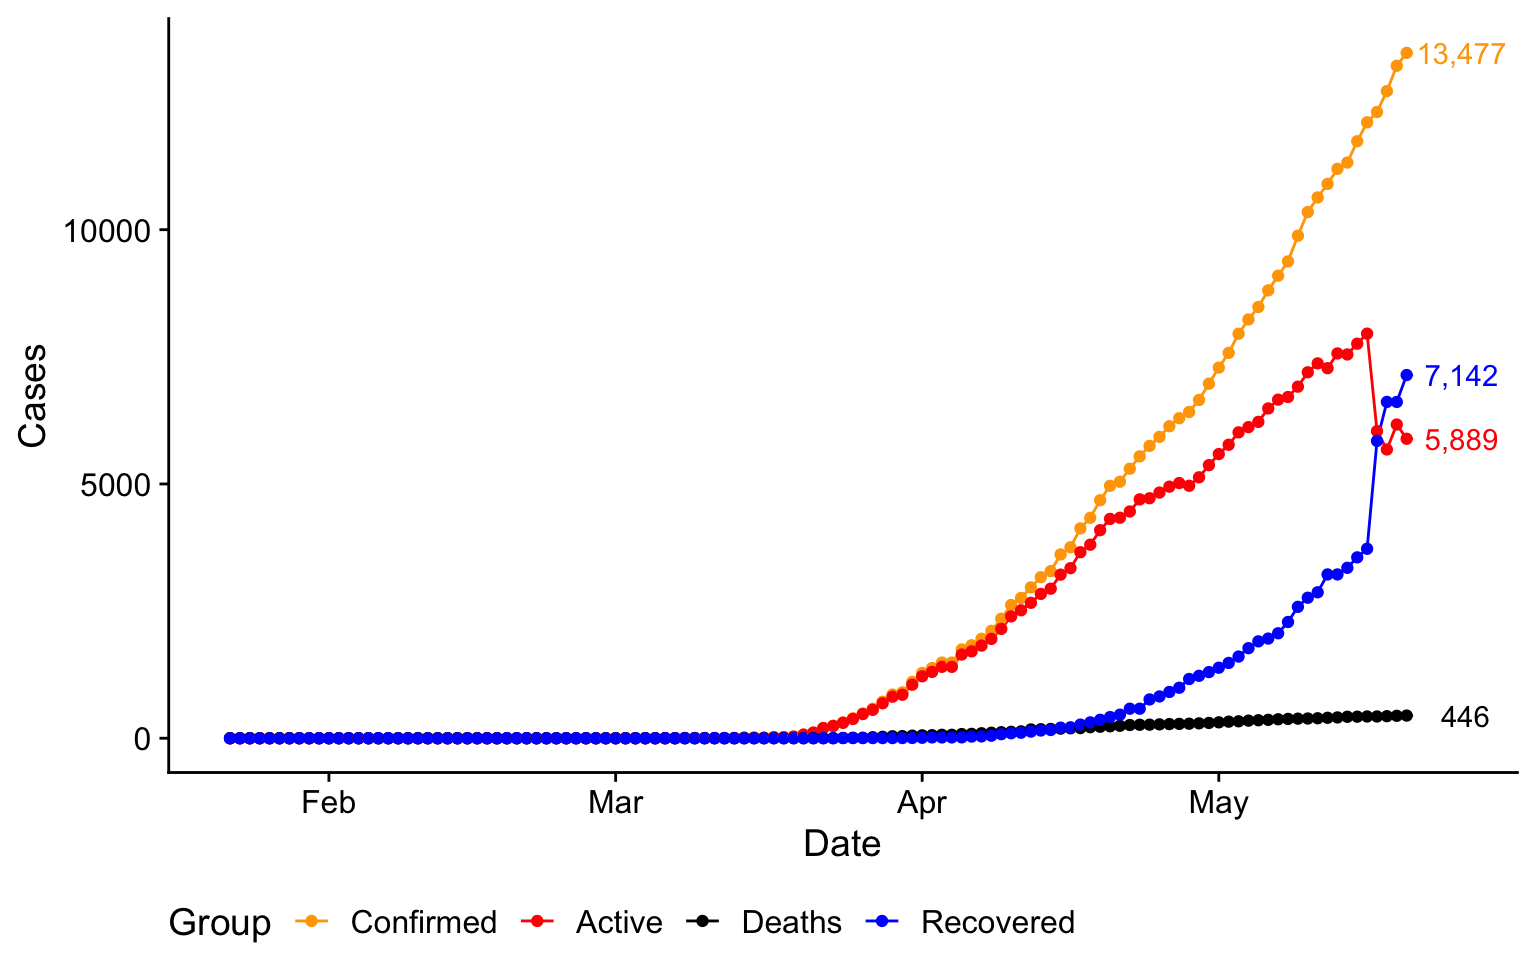 13,477
10000
7,142
5,889
5000
446
0
Cases
Feb Mar Apr May
Date
Group Confirmed Active Deaths Recovered